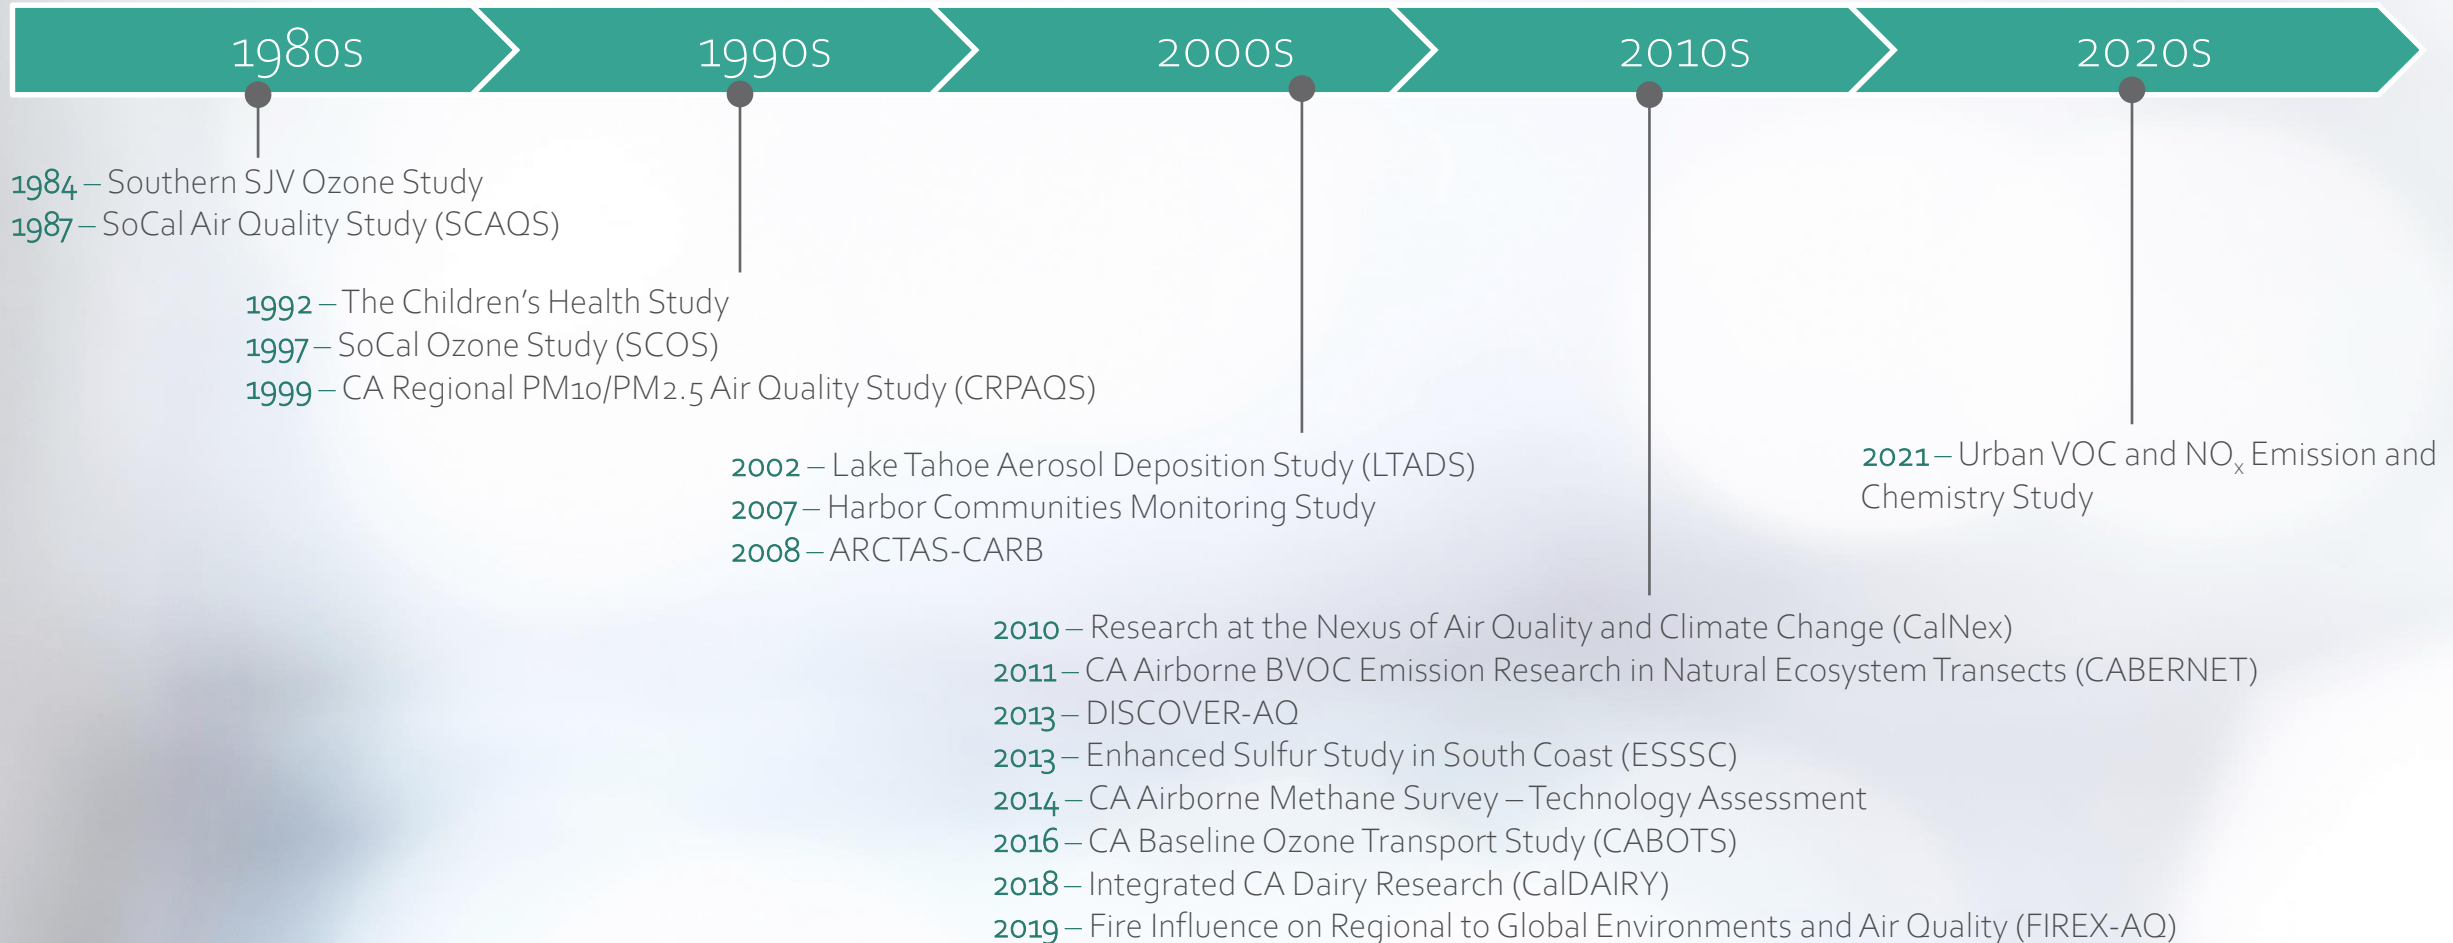 1980s
1990s
2000s
2010s
2020s
1984 – Southern SJV Ozone Study
1987 – SoCal Air Quality Study (SCAQS)
1992 – The Children’s Health Study
1997 – SoCal Ozone Study (SCOS)
1999 – CA Regional PM10/PM2.5 Air Quality Study (CRPAQS)
2002 – Lake Tahoe Aerosol Deposition Study (LTADS)
2007 – Harbor Communities Monitoring Study
2008 – ARCTAS-CARB
2010 – Research at the Nexus of Air Quality and Climate Change (CalNex)
2011 – CA Airborne BVOC Emission Research in Natural Ecosystem Transects (CABERNET)
2013 – DISCOVER-AQ
2013 – Enhanced Sulfur Study in South Coast (ESSSC)
2014 – CA Airborne Methane Survey – Technology Assessment
2016 – CA Baseline Ozone Transport Study (CABOTS)
2018 – Integrated CA Dairy Research (CalDAIRY)
2019 – Fire Influence on Regional to Global Environments and Air Quality (FIREX-AQ)
2021 – Urban VOC and NOx Emission and
Chemistry Study